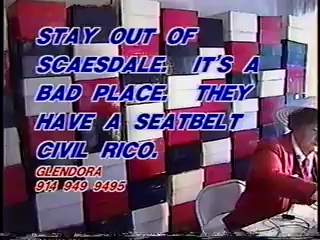 STAY OUT OF
SCAESDALE. IT'S A
BAD PLACE. THEY
HAVE A SEATBELT
CIVIL RICO.
GLENDORA
914 949 9495